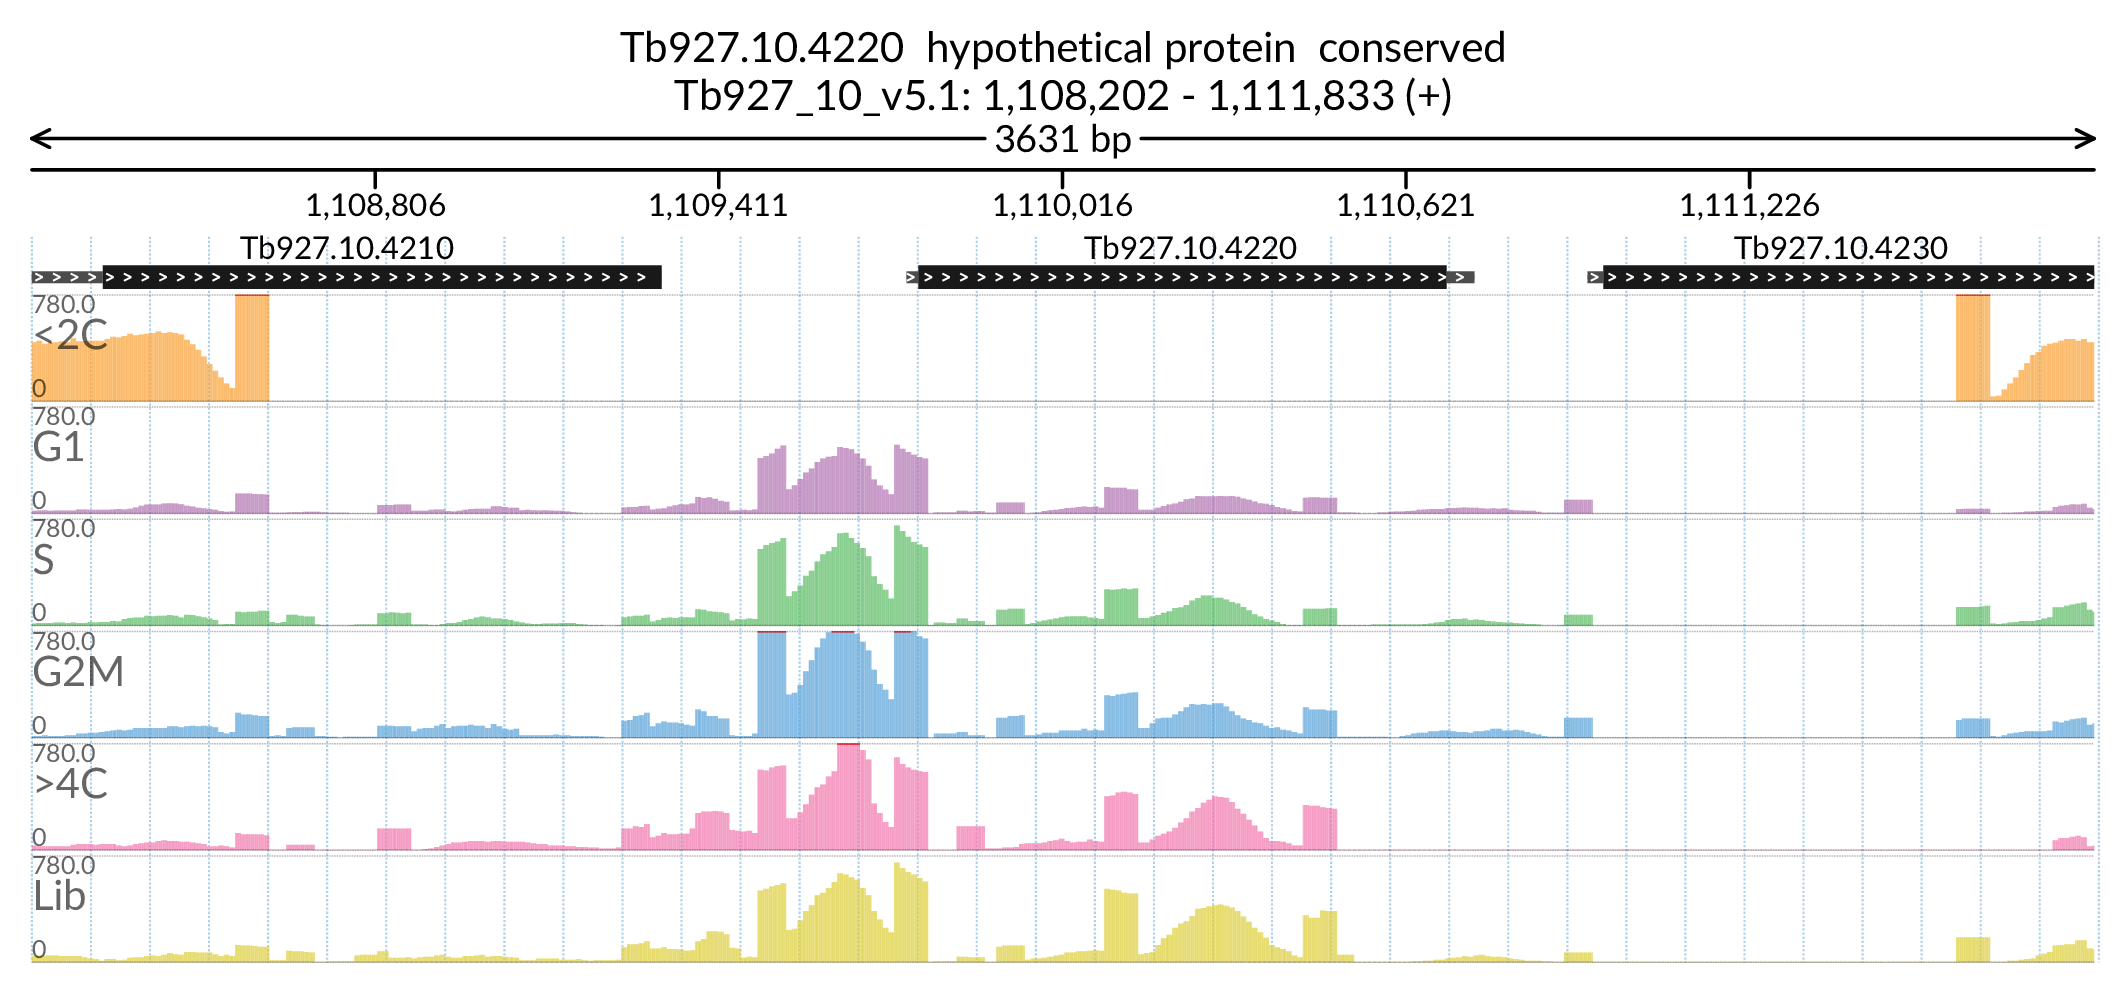 Tb927.10.4220  hypothetical protein  conserved
Tb927_10_v5.1: 1,108,202 - 1,111,833 (+)
3631 bp
1,108,806 1,109,411 1,110,016 1,110,621 1,111,226
Tb927.10.4210 Tb927.10.4220 Tb927.10.4230
780.0
<2C
0
780.0
G1
0
780.0
S
0
780.0
G2M
0
780.0
>4C
0
780.0
Lib
0